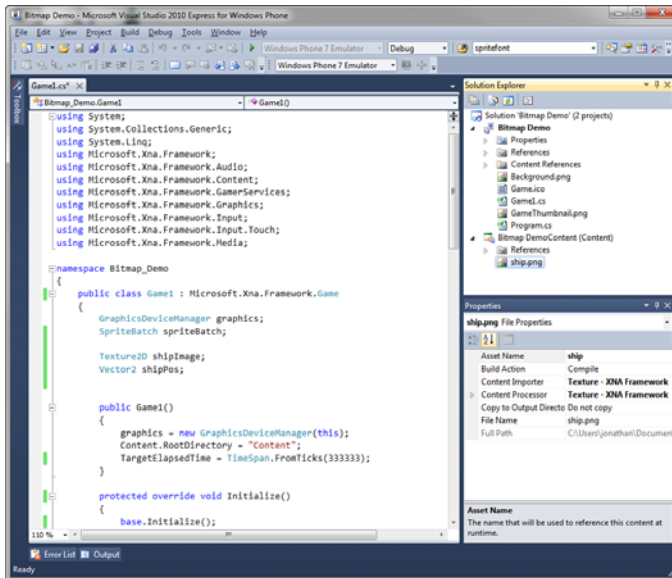 Bitmap Demo - Microsoft Visual Studio 2010 Express for Windows Phone
File Edit View Project Build Debug Tools Window Help
Windows Phone 7 Emulator Debug spritefont
Windows Phone 7 Emulator
Toolbox
Game1.cs*
Bitmap_Demo.Game1 Game1()
using System;
using System.Collections.Generic;
using System.Linq;
using Microsoft.Xna.Framework;
using Microsoft.Xna.Framework.Audio;
using Microsoft.Xna.Framework.Content;
using Microsoft.Xna.Framework.GamerServices;
using Microsoft.Xna.Framework.Graphics;
using Microsoft.Xna.Framework.Input;
using Microsoft.Xna.Framework.Input.Touch;
using Microsoft.Xna.Framework.Media;
namespace Bitmap_Demo
{
public class Game1 : Microsoft.Xna.Framework.Game
{
GraphicsDeviceManager graphics;
SpriteBatch spriteBatch;
Texture2D shipImage;
Vector2 shipPos;
public Game1()
{
graphics = new GraphicsDeviceManager(this);
Content.RootDirectory = "Content";
TargetElapsedTime = TimeSpan.FromTicks(333333);
}
protected override void Initialize()
{
base.Initialize();
110 %
Error List Output
Ready
Solution Explorer
Solution 'Bitmap Demo' (2 projects)
Bitmap Demo
Properties
References
Content References
Background.png
Game.ico
Game1.cs
GameThumbnail.png
Program.cs
Bitmap DemoContent (Content)
References
ship.png
Properties
ship.png File Properties
Asset Name ship
Build Action Compile
Content Importer Texture - XNA Framework
Content Processor Texture - XNA Framework
Copy to Output Directo Do not copy
File Name ship.png
Full Path C:\Users\jonathan\Documen
Asset Name
The name that will be used to reference this content at
runtime.